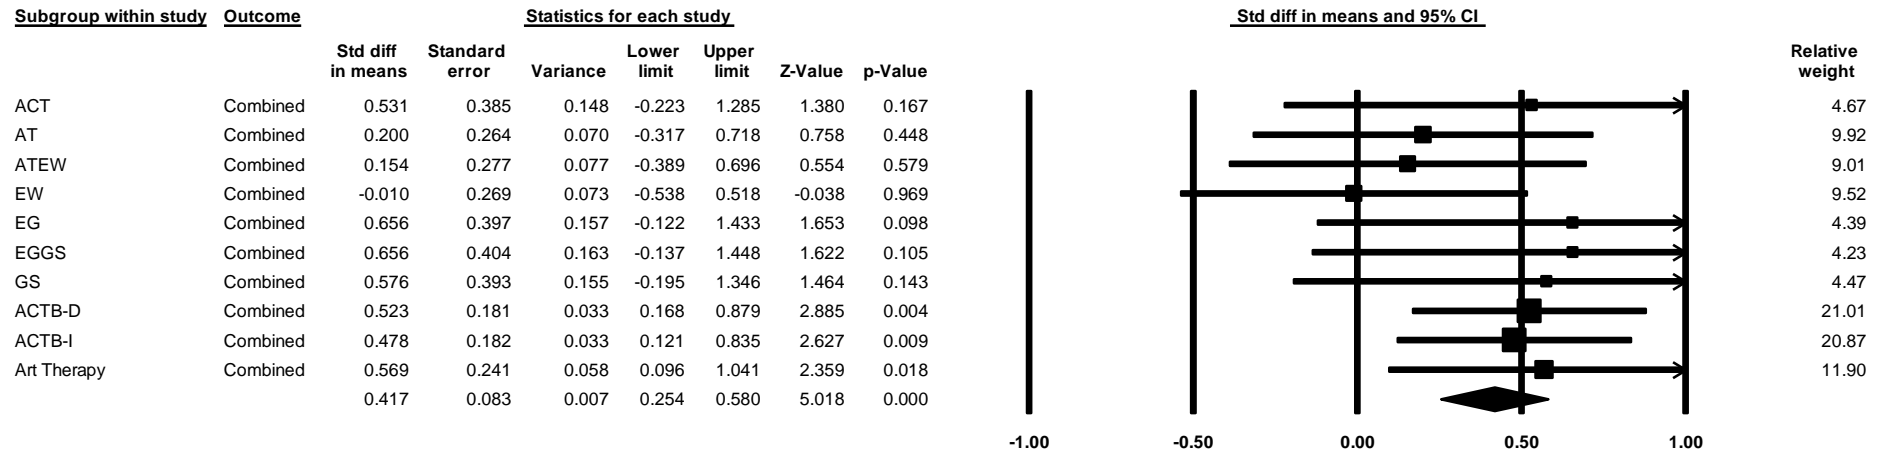 Subgroup within study Outcome Statistics for each study Std diff in means and 95% CI
Std diff Standard Lower Upper Relative
in means error Variance limit limit Z-Value p-Value weight
ACT Combined 0.531 0.385 0.148 -0.223 1.285 1.380 0.167 4.67
AT Combined 0.200 0.264 0.070 -0.317 0.718 0.758 0.448 9.92
ATEW Combined 0.154 0.277 0.077 -0.389 0.696 0.554 0.579 9.01
EW Combined -0.010 0.269 0.073 -0.538 0.518 -0.038 0.969 9.52
EG Combined 0.656 0.397 0.157 -0.122 1.433 1.653 0.098 4.39
EGGS Combined 0.656 0.404 0.163 -0.137 1.448 1.622 0.105 4.23
GS Combined 0.576 0.393 0.155 -0.195 1.346 1.464 0.143 4.47
ACTB-D Combined 0.523 0.181 0.033 0.168 0.879 2.885 0.004 21.01
ACTB-I Combined 0.478 0.182 0.033 0.121 0.835 2.627 0.009 20.87
Art Therapy Combined 0.569 0.241 0.058 0.096 1.041 2.359 0.018 11.90
0.417 0.083 0.007 0.254 0.580 5.018 0.000
-1.00 -0.50 0.00 0.50 1.00